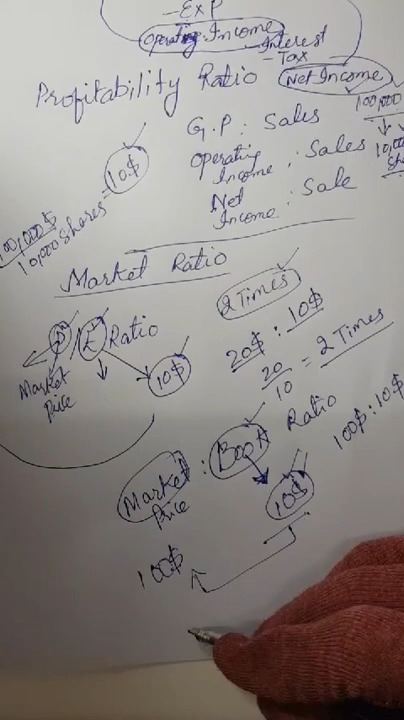 - Exp
Operating Income
- Interest
- Tax
Profitability Ratio
Net Income
100,000
G.P : Sales
Operating Income : Sales
Net Income : Sale
10$
100,000$
10,000 shares
Market Ratio
P/E Ratio
Market Price
10$
2 Times
20$ : 10$
20/10 = 2 Times
Market Price : Book Ratio
100$ : 10$
10$
100$